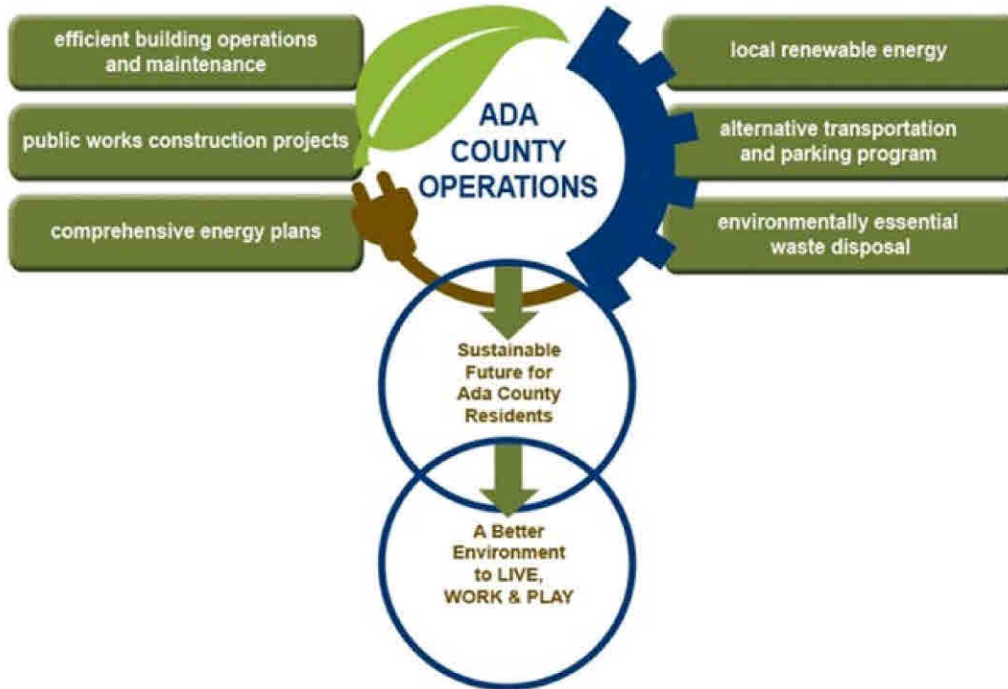 efficient building operations
and maintenance
public works construction projects
comprehensive energy plans
ADA
COUNTY
OPERATIONS
local renewable energy
alternative transportation
and parking program
environmentally essential
waste disposal
Sustainable
Future for
Ada County
Residents
A Better
Environment
to LIVE,
WORK & PLAY